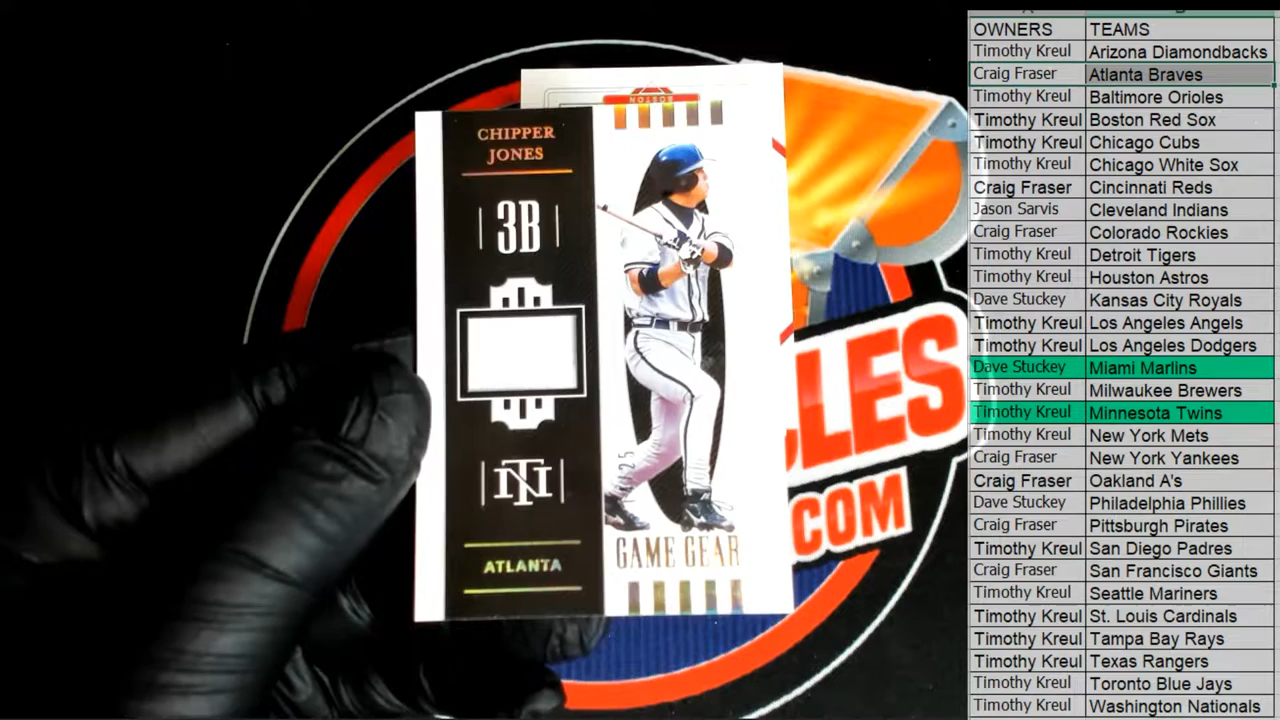 CHIPPER
JONES
3B
NT
ATLANTA
BOSTON
25
GAME GEAR
LES
.COM
OWNERS TEAMS
Timothy Kreul Arizona Diamondbacks
Craig Fraser Atlanta Braves
Timothy Kreul Baltimore Orioles
Timothy Kreul Boston Red Sox
Timothy Kreul Chicago Cubs
Timothy Kreul Chicago White Sox
Craig Fraser Cincinnati Reds
Jason Sarvis Cleveland Indians
Craig Fraser Colorado Rockies
Timothy Kreul Detroit Tigers
Timothy Kreul Houston Astros
Dave Stuckey Kansas City Royals
Timothy Kreul Los Angeles Angels
Timothy Kreul Los Angeles Dodgers
Dave Stuckey Miami Marlins
Timothy Kreul Milwaukee Brewers
Timothy Kreul Minnesota Twins
Timothy Kreul New York Mets
Craig Fraser New York Yankees
Craig Fraser Oakland A's
Dave Stuckey Philadelphia Phillies
Craig Fraser Pittsburgh Pirates
Timothy Kreul San Diego Padres
Craig Fraser San Francisco Giants
Timothy Kreul Seattle Mariners
Timothy Kreul St. Louis Cardinals
Timothy Kreul Tampa Bay Rays
Timothy Kreul Texas Rangers
Timothy Kreul Toronto Blue Jays
Timothy Kreul Washington Nationals